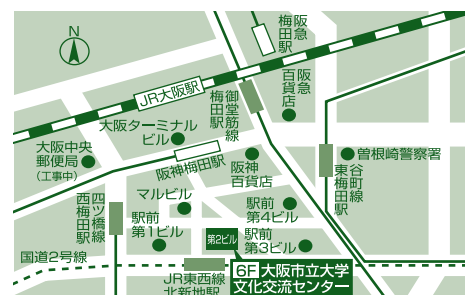 N
阪急
梅田駅
JR大阪駅
御堂筋線
梅田駅
阪急
百貨店
大阪ターミナル
ビル
大阪中央
郵便局
(工事中)
阪神梅田駅
阪神
百貨店
曽根崎警察署
谷町線
東梅田駅
四ツ橋線
西梅田駅
マルビル
駅前
第1ビル
第2ビル
駅前
第4ビル
駅前
第3ビル
国道2号線
JR東西線
北新地駅
6F 大阪市立大学
文化交流センター